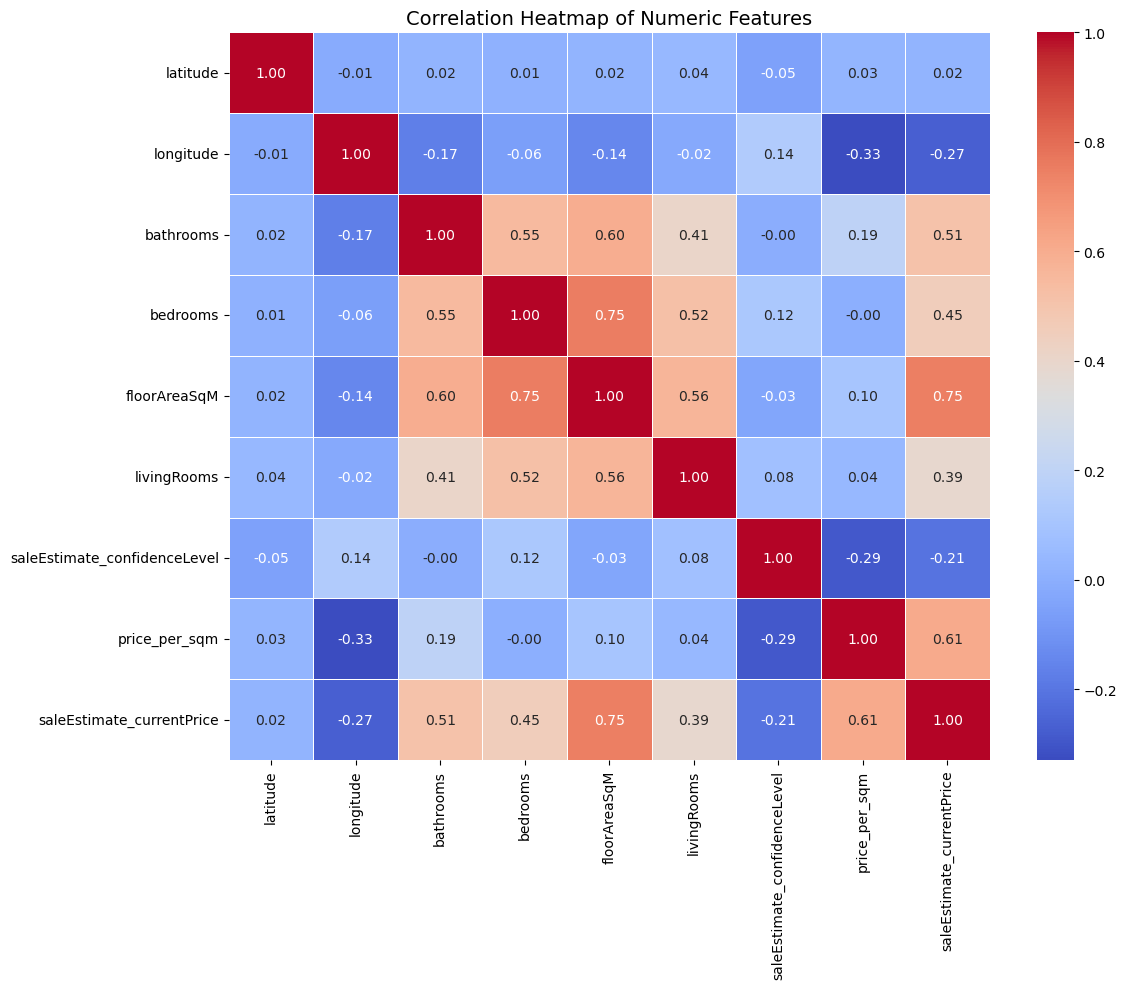 Correlation Heatmap of Numeric Features
latitude 1.00 -0.01 0.02 0.01 0.02 0.04 -0.05 0.03 0.02
longitude -0.01 1.00 -0.17 -0.06 -0.14 -0.02 0.14 -0.33 -0.27
bathrooms 0.02 -0.17 1.00 0.55 0.60 0.41 -0.00 0.19 0.51
bedrooms 0.01 -0.06 0.55 1.00 0.75 0.52 0.12 -0.00 0.45
floorAreaSqM 0.02 -0.14 0.60 0.75 1.00 0.56 -0.03 0.10 0.75
livingRooms 0.04 -0.02 0.41 0.52 0.56 1.00 0.08 0.04 0.39
saleEstimate_confidenceLevel -0.05 0.14 -0.00 0.12 -0.03 0.08 1.00 -0.29 -0.21
price_per_sqm 0.03 -0.33 0.19 -0.00 0.10 0.04 -0.29 1.00 0.61
saleEstimate_currentPrice 0.02 -0.27 0.51 0.45 0.75 0.39 -0.21 0.61 1.00
latitude
longitude
bathrooms
bedrooms
floorAreaSqM
livingRooms
saleEstimate_confidenceLevel
price_per_sqm
saleEstimate_currentPrice
1.0
0.8
0.6
0.4
0.2
0.0
−0.2